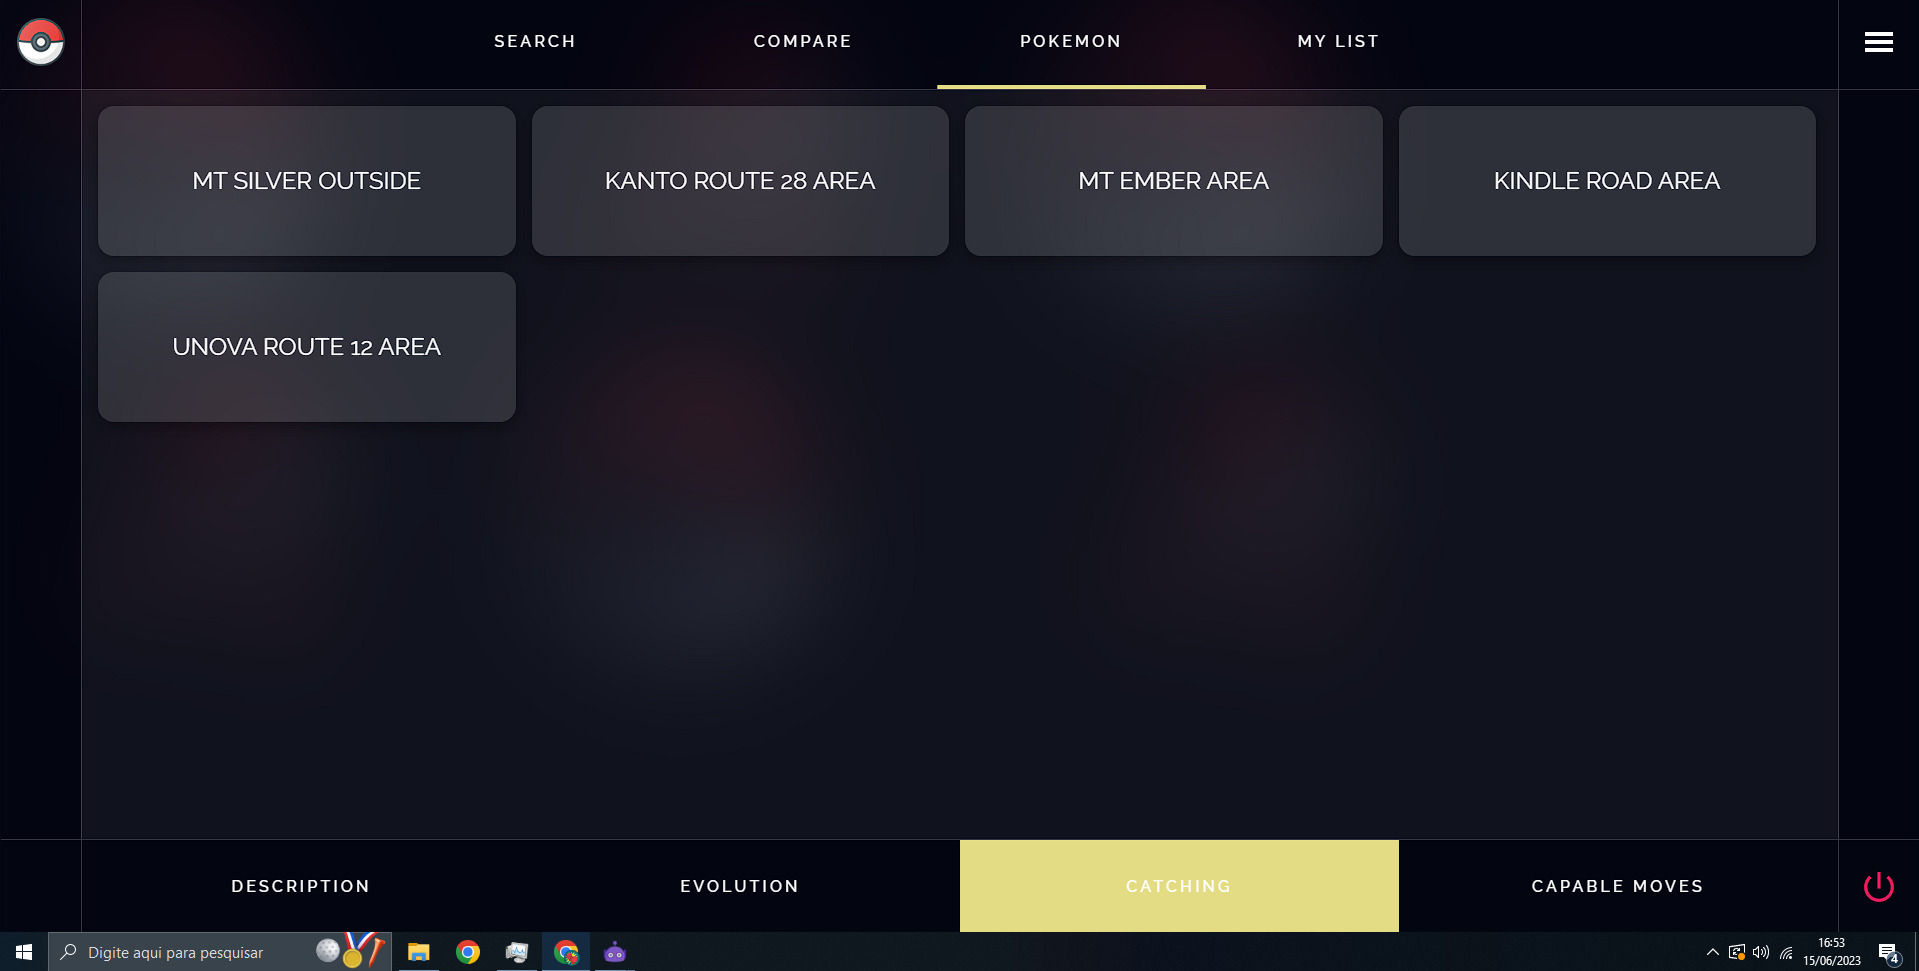 SEARCH
COMPARE
POKEMON
MY LIST
MT SILVER OUTSIDE
KANTO ROUTE 28 AREA
MT EMBER AREA
KINDLE ROAD AREA
UNOVA ROUTE 12 AREA
DESCRIPTION
EVOLUTION
CATCHING
CAPABLE MOVES
Digite aqui para pesquisar
16:53
15/06/2023
4